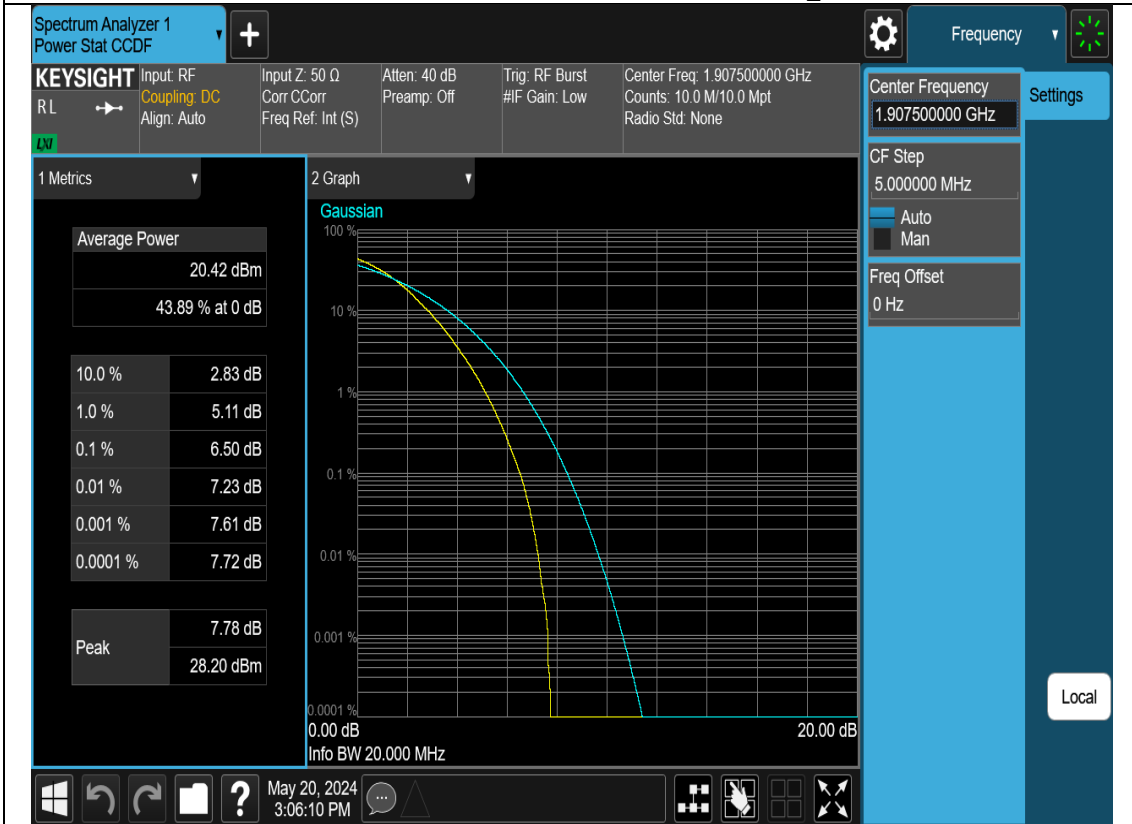 Spectrum Analyzer 1
Power Stat CCDF
Frequency
KEYSIGHT
RL
LXI
Input: RF
Coupling: DC
Align: Auto
Input Z: 50 Ω
Corr CCorr
Freq Ref: Int (S)
Atten: 40 dB
Preamp: Off
Trig: RF Burst
#IF Gain: Low
Center Freq: 1.907500000 GHz
Counts: 10.0 M/10.0 Mpt
Radio Std: None
Center Frequency
1.907500000 GHz
Settings
CF Step
5.000000 MHz
Auto
Man
Freq Offset
0 Hz
Local
1 Metrics
Average Power
20.42 dBm
43.89 % at 0 dB
10.0 % 2.83 dB
1.0 % 5.11 dB
0.1 % 6.50 dB
0.01 % 7.23 dB
0.001 % 7.61 dB
0.0001 % 7.72 dB
Peak
7.78 dB
28.20 dBm
2 Graph
Gaussian
100 %
10 %
1 %
0.1 %
0.01 %
0.001 %
0.0001 %
0.00 dB 20.00 dB
Info BW 20.000 MHz
?
May 20, 2024
3:06:10 PM